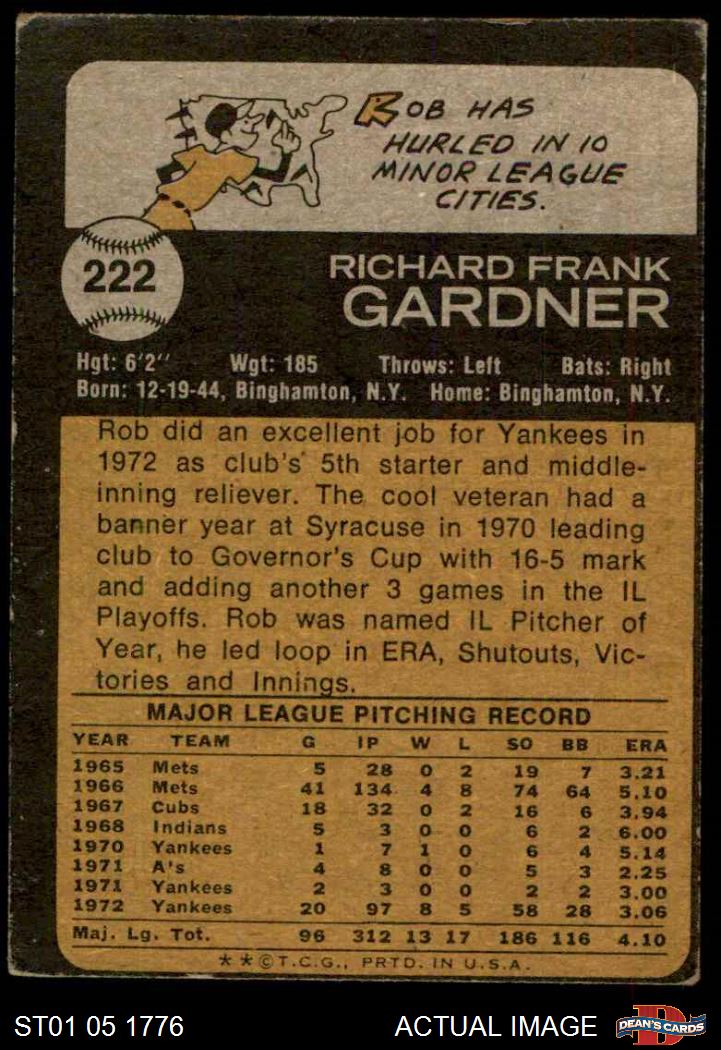 ROB HAS
HURLED IN 10
MINOR LEAGUE
CITIES.
222
RICHARD FRANK
GARDNER
Hgt: 6'2" Wgt: 185 Throws: Left Bats: Right
Born: 12-19-44, Binghamton, N.Y. Home: Binghamton, N.Y.
Rob did an excellent job for Yankees in
1972 as club's 5th starter and middle-
inning reliever. The cool veteran had a
banner year at Syracuse in 1970 leading
club to Governor's Cup with 16-5 mark
and adding another 3 games in the IL
Playoffs. Rob was named IL Pitcher of
Year, he led loop in ERA, Shutouts, Vic-
tories and Innings.
MAJOR LEAGUE PITCHING RECORD
YEAR TEAM G IP W L SO BB ERA
1965 Mets 5 28 0 2 19 7 3.21
1966 Mets 41 134 4 8 74 64 5.10
1967 Cubs 18 32 0 2 16 6 3.94
1968 Indians 5 3 0 0 6 2 6.00
1970 Yankees 1 7 1 0 6 4 5.14
1971 A's 4 8 0 0 5 3 2.25
1971 Yankees 2 3 0 0 2 2 3.00
1972 Yankees 20 97 8 5 58 28 3.06
Maj. Lg. Tot. 96 312 13 17 186 116 4.10
**©T.C.G., PRTD. IN U.S.A.
ST01 05 1776 ACTUAL IMAGE DEAN'S CARDS